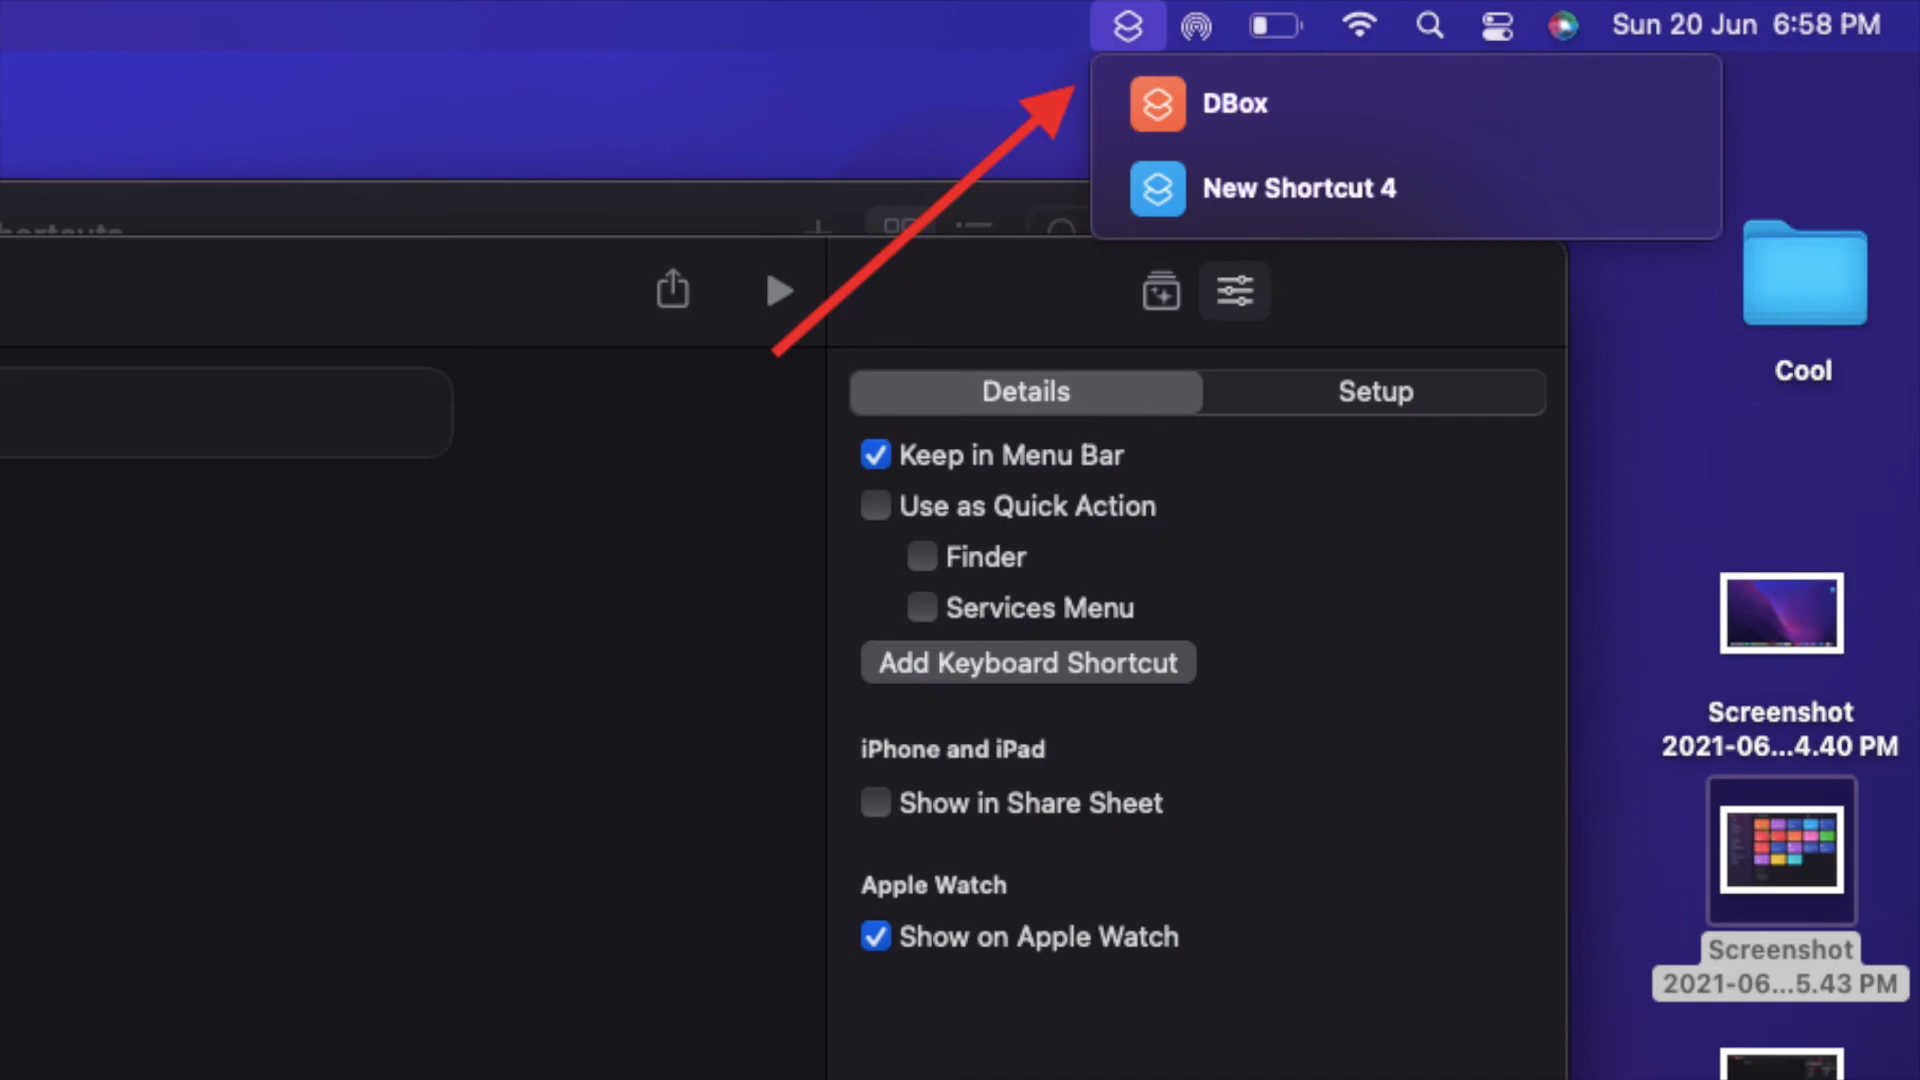 Sun 20 Jun 6:58 PM
DBox
New Shortcut 4
Cool
Details
Setup
Keep in Menu Bar
Use as Quick Action
Finder
Services Menu
Add Keyboard Shortcut
iPhone and iPad
Show in Share Sheet
Apple Watch
Show on Apple Watch
Screenshot
2021-06...4.40 PM
Screenshot
2021-06...5.43 PM